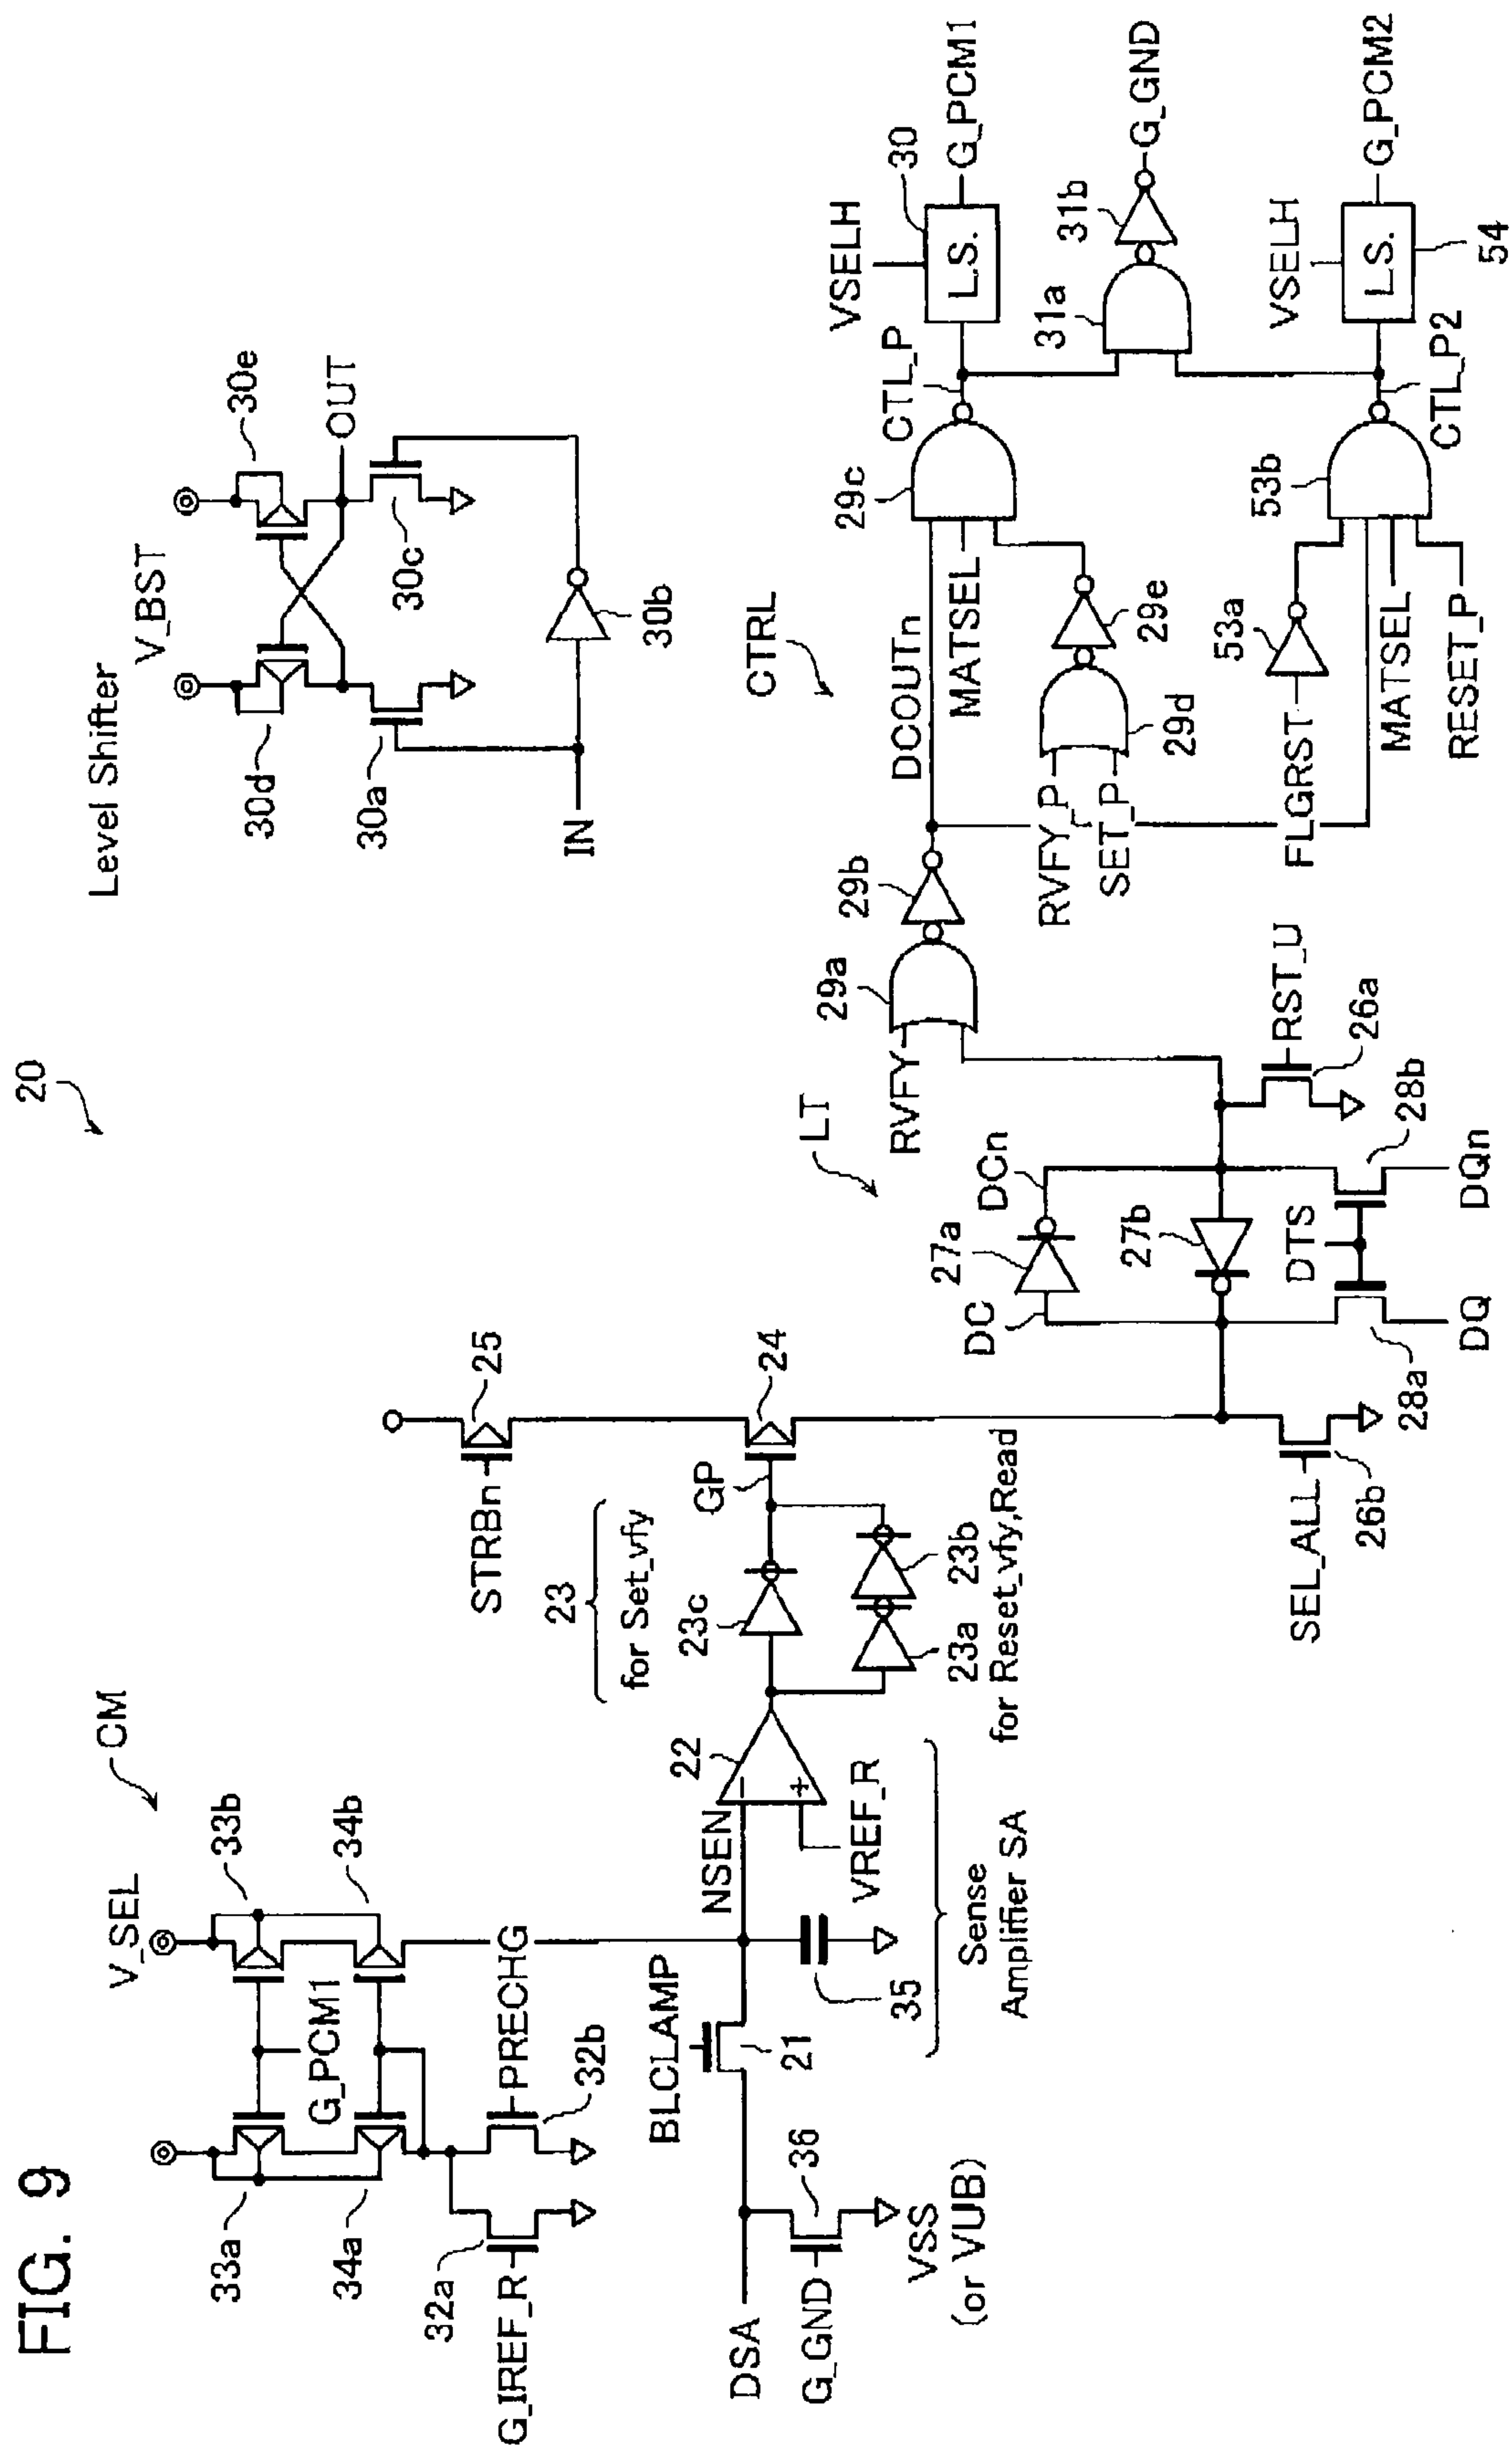 FIG. 9
20
CM
V_SEL
33a
33b
34a
34b
G_PCM1
32a
32b
G_IREF_R
PRECHG
BLCLAMP
NSEN
DSA
21
22
35
36
G_GND
VSS
(or VUB)
VREF_R
Sense
Amplifier SA
23
for Set_vfy
23c
23a
23b
for Reset_vfy,Read
GP
STRBn
25
24
SEL_ALL
26b
LT
DC
DCn
27a
27b
DTS
28a
28b
DQ
DQn
RST_U
26a
Level Shifter
V_BST
30d
30e
30a
30c
30b
IN
OUT
CTRL
RVFY
29a
29b
DCOUTn
MATSEL
RVFY_P
SET_P
29d
29e
29c
CTL_P
VSELH
30
L.S.
G_PCM1
31a
31b
G_GND
FLGRST
53a
MATSEL
RESET_P
53b
CTL_P2
VSELH
L.S.
54
G_PCM2